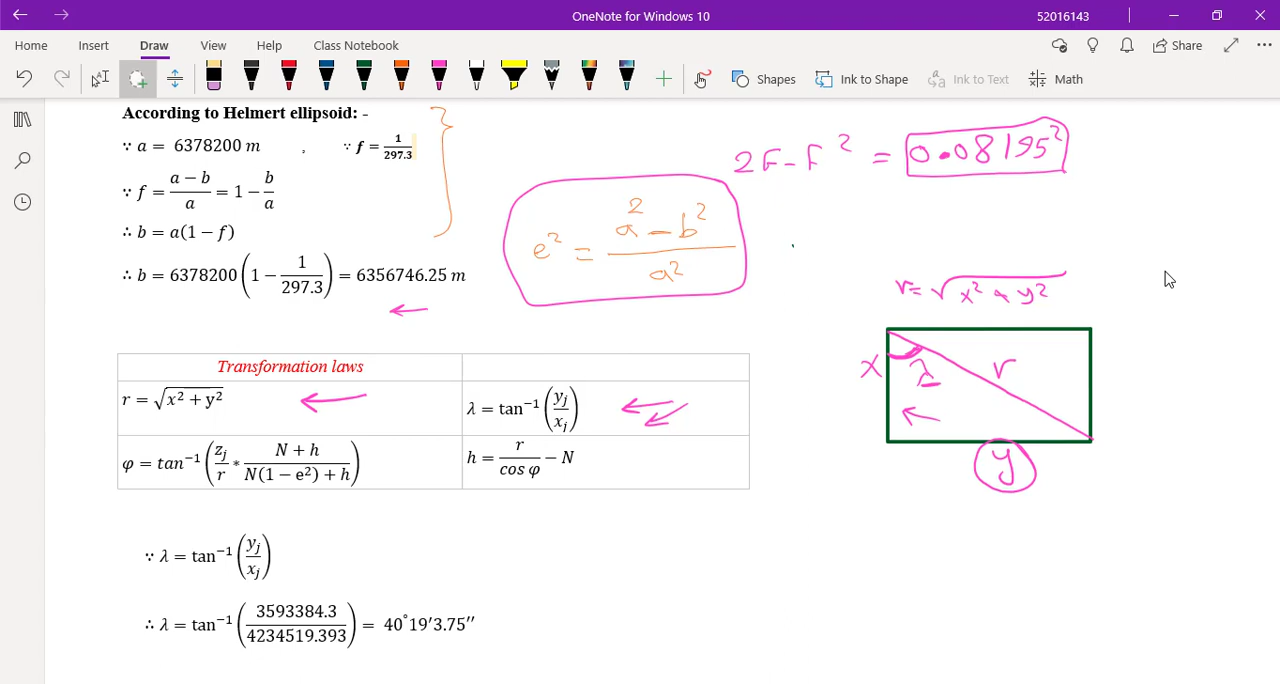 OneNote for Windows 10
52016143
Home Insert Draw View Help Class Notebook
Share
Shapes Ink to Shape Ink to Text Math
According to Helmert ellipsoid: -
∵ a = 6378200 m , ∵ f = 1/297.3
∵ f = (a − b)/a = 1 − b/a
∴ b = a(1 − f)
∴ b = 6378200 (1 − 1/297.3) = 6356746.25 m
2F - F² = 0.08195²
e² = (a² − b²)/a²
r = √(x² + y²)
x λ r
y
Transformation laws
r = √(x² + y²) λ = tan⁻¹ (yⱼ/xⱼ)
φ = tan⁻¹ (zⱼ/r * (N + h)/(N(1 − e²) + h)) h = r/cos φ − N
∵ λ = tan⁻¹ (yⱼ/xⱼ)
∴ λ = tan⁻¹ (3593384.3/4234519.393) = 40°19′3.75″